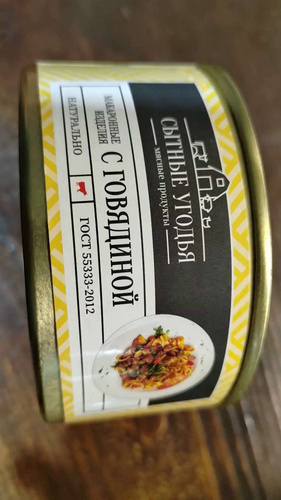 СЫТНЫЕ УГОДЬЯ
мясные продукты
МАКАРОННЫЕ
ИЗДЕЛИЯ
С ГОВЯДИНОЙ
НАТУРАЛЬНО
ГОСТ 55333-2012